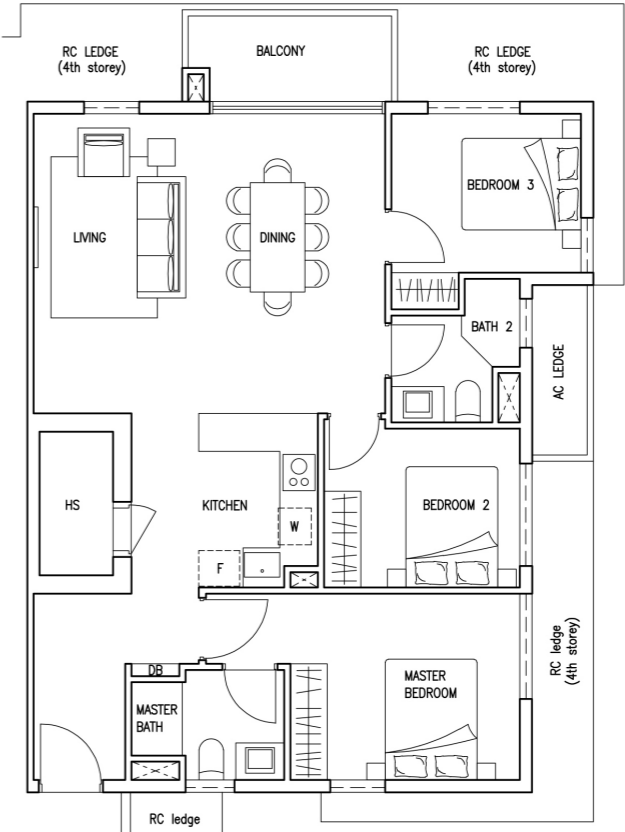 RC LEDGE
(4th storey)
BALCONY
RC LEDGE
(4th storey)
BEDROOM 3
LIVING
DINING
BATH 2
AC LEDGE
HS
KITCHEN
BEDROOM 2
W
F
RC ledge
(4th storey)
DB
MASTER
BEDROOM
MASTER
BATH
RC ledge